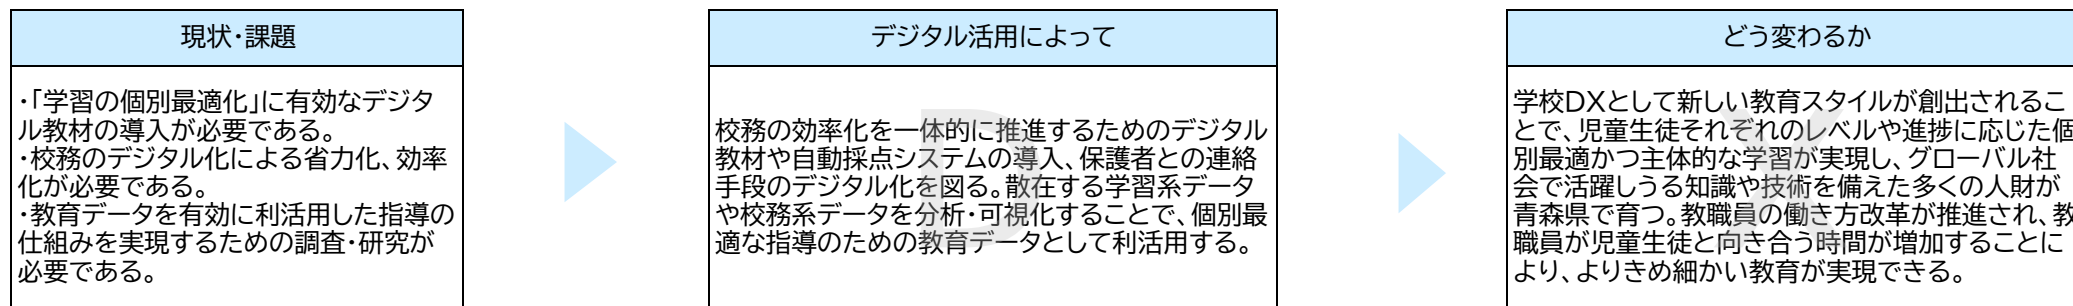 現状・課題
・「学習の個別最適化」に有効なデジタ
ル教材の導入が必要である。
・校務のデジタル化による省力化、効率
化が必要である。
・教育データを有効に利活用した指導の
仕組みを実現するための調査・研究が
必要である。
デジタル活用によって
校務の効率化を一体的に推進するためのデジタル
教材や自動採点システムの導入、保護者との連絡
手段のデジタル化を図る。散在する学習系データ
や校務系データを分析・可視化することで、個別最
適な指導のための教育データとして利活用する。
D
どう変わるか
学校DXとして新しい教育スタイルが創出されるこ
とで、児童生徒それぞれのレベルや進捗に応じた個
別最適かつ主体的な学習が実現し、グローバル社
会で活躍しうる知識や技術を備えた多くの人財が
青森県で育つ。教職員の働き方改革が推進され、教
職員が児童生徒と向き合う時間が増加することに
より、よりきめ細かい教育が実現できる。
X